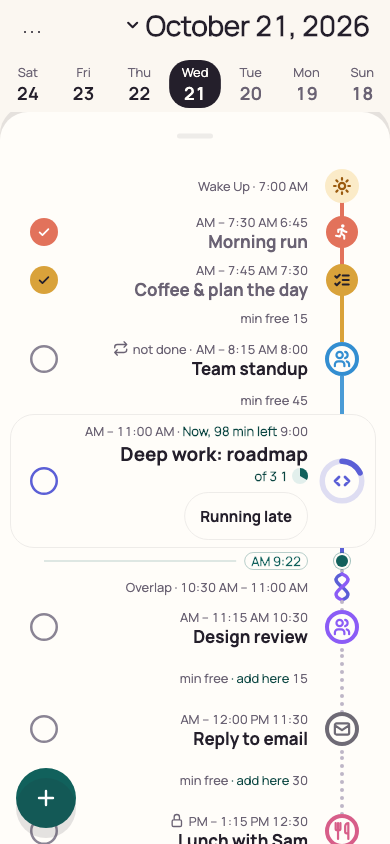 ...
October 21, 2026
Sat Fri Thu Wed Tue Mon Sun
24 23 22 21 20 19 18
Wake Up · 7:00 AM
AM – 7:30 AM 6:45
Morning run
AM – 7:45 AM 7:30
Coffee & plan the day
min free 15
not done · AM – 8:15 AM 8:00
Team standup
min free 45
AM – 11:00 AM · Now, 98 min left 9:00
Deep work: roadmap
of 3 1
Running late
AM 9:22
Overlap · 10:30 AM – 11:00 AM
AM – 11:15 AM 10:30
Design review
min free · add here 15
AM – 12:00 PM 11:30
Reply to email
min free · add here 30
PM – 1:15 PM 12:30
Lunch with Sam